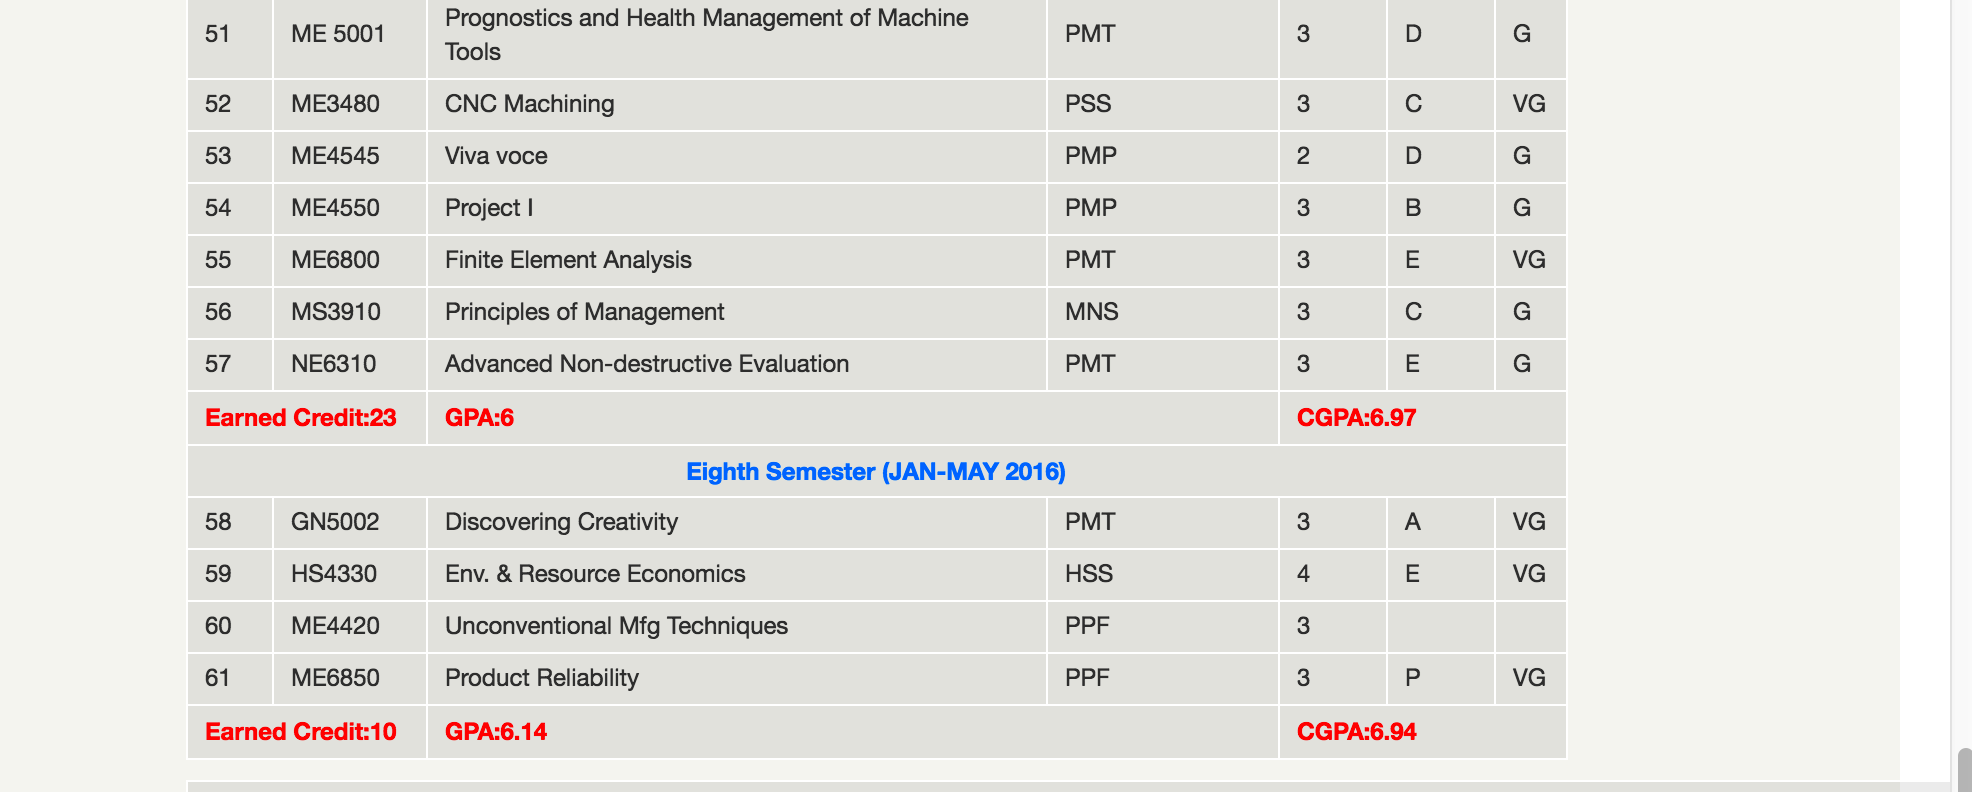 51 ME 5001 Prognostics and Health Management of Machine Tools PMT 3 D G
52 ME3480 CNC Machining PSS 3 C VG
53 ME4545 Viva voce PMP 2 D G
54 ME4550 Project I PMP 3 B G
55 ME6800 Finite Element Analysis PMT 3 E VG
56 MS3910 Principles of Management MNS 3 C G
57 NE6310 Advanced Non-destructive Evaluation PMT 3 E G
Earned Credit:23 GPA:6 CGPA:6.97
Eighth Semester (JAN-MAY 2016)
58 GN5002 Discovering Creativity PMT 3 A VG
59 HS4330 Env. & Resource Economics HSS 4 E VG
60 ME4420 Unconventional Mfg Techniques PPF 3
61 ME6850 Product Reliability PPF 3 P VG
Earned Credit:10 GPA:6.14 CGPA:6.94